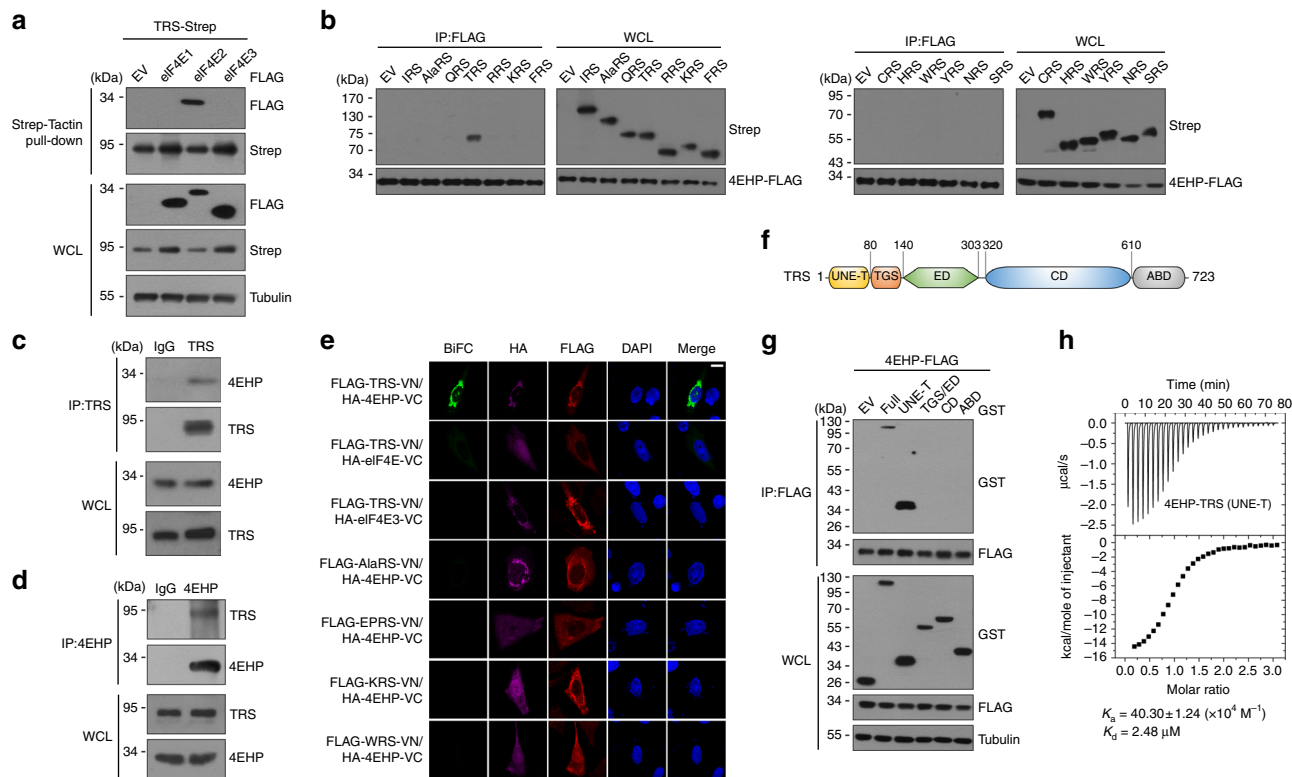 a
TRS-Strep
(kDa) EV eIF4E1 eIF4E2 eIF4E3 FLAG
Strep-Tactin
pull-down
34 - FLAG
95 - Strep
WCL
34 - FLAG
95 - Strep
55 - Tubulin
b
IP:FLAG WCL
(kDa) EV IRS AlaRS QRS TRS RRS KRS FRS EV IRS AlaRS QRS TRS RRS KRS FRS
170 -
130 -
75 -
70 -
Strep
34 - 4EHP-FLAG
IP:FLAG WCL
(kDa) EV CRS HRS WRS YRS NRS SRS EV CRS HRS WRS YRS NRS SRS
95 -
70 -
55 -
43 -
Strep
34 - 4EHP-FLAG
f
80 140 303 320 610
TRS 1 - UNE-T TGS ED CD ABD - 723
c
(kDa) IgG TRS
IP:TRS
34 - 4EHP
95 - TRS
WCL
34 - 4EHP
95 - TRS
d
(kDa) IgG 4EHP
IP:4EHP
95 - TRS
34 - 4EHP
WCL
95 - TRS
34 - 4EHP
e
BiFC HA FLAG DAPI Merge
FLAG-TRS-VN/
HA-4EHP-VC
FLAG-TRS-VN/
HA-eIF4E-VC
FLAG-TRS-VN/
HA-eIF4E3-VC
FLAG-AlaRS-VN/
HA-4EHP-VC
FLAG-EPRS-VN/
HA-4EHP-VC
FLAG-KRS-VN/
HA-4EHP-VC
FLAG-WRS-VN/
HA-4EHP-VC
g
4EHP-FLAG
(kDa) EV Full UNE-T TGS/ED CD ABD GST
IP:FLAG
130 -
95 -
70 -
55 -
43 -
34 -
26 -
GST
34 - FLAG
WCL
130 -
95 -
70 -
55 -
43 -
34 -
26 -
GST
34 - FLAG
55 - Tubulin
h
Time (min)
0 10 20 30 40 50 60 70 80
0.0
−0.5
−1.0
−1.5
−2.0
−2.5
μcal/s
4EHP-TRS (UNE-T)
0
−2
−4
−6
−8
−10
−12
−14
−16
kcal/mole of injectant
0.0 0.5 1.0 1.5 2.0 2.5 3.0
Molar ratio
Ka = 40.30±1.24 (×10⁴ M⁻¹)
Kd = 2.48 μM